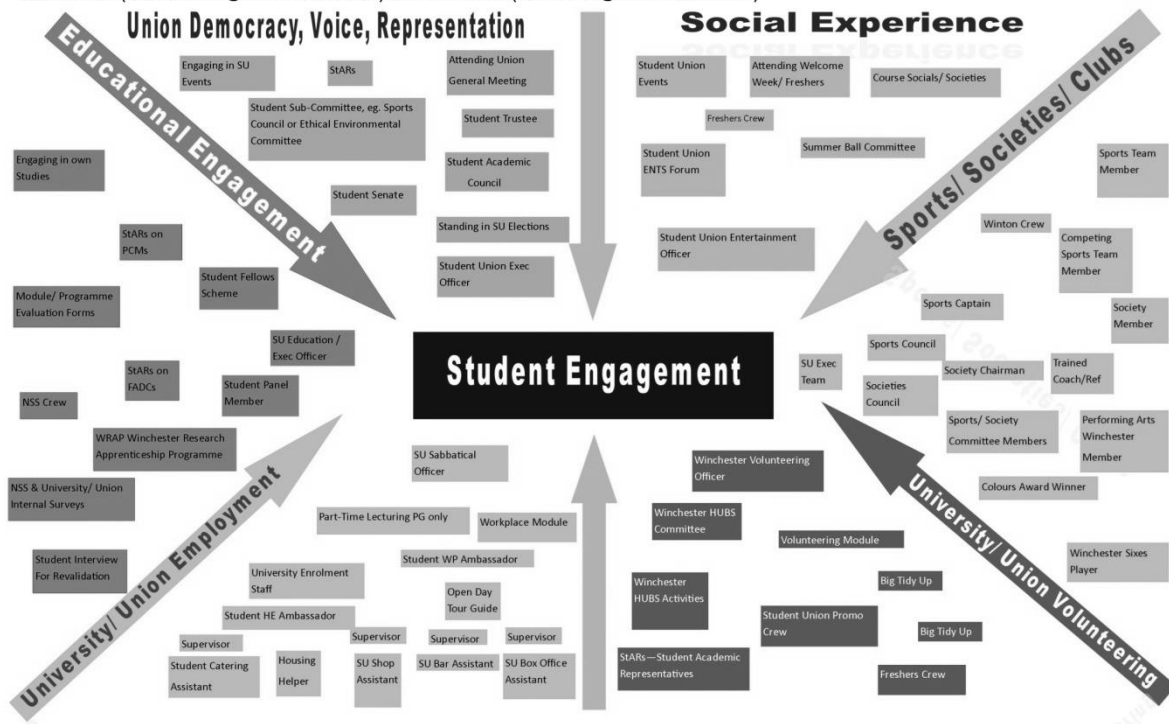 Union Democracy, Voice, Representation
Social Experience
Educational Engagement
Sports/ Societies/ Clubs
Engaging in SU
Events
StARs
Attending Union
General Meeting
Student Sub-Committee, eg. Sports
Council or Ethical Environmental
Committee
Student Trustee
Student Academic
Council
Student Senate
Standing in SU Elections
Student Union Exec
Officer
Student Union
Events
Attending Welcome
Week/ Freshers
Course Socials/ Societies
Freshers Crew
Summer Ball Committee
Student Union
ENTS Forum
Student Union Entertainment
Officer
Sports Team
Member
Winton Crew
Competing
Sports Team
Member
Sports Captain
Society
Member
Sports Council
Society Chairman
Trained
Coach/Ref
SU Exec
Team
Societies
Council
Sports/ Society
Committee Members
Performing Arts
Winchester
Member
Colours Award Winner
Winchester Sixes
Player
Engaging in own
Studies
StARs on
PCMs
Student Fellows
Scheme
Module/ Programme
Evaluation Forms
SU Education /
Exec Officer
StARs on
FADCs
Student Panel
Member
NSS Crew
WRAP Winchester Research
Apprenticeship Programme
NSS & University/ Union
Internal Surveys
Student Interview
For Revalidation
Student Engagement
University/ Union Employment
University/ Union Volunteering
SU Sabbatical
Officer
Part-Time Lecturing PG only
Workplace Module
Student WP Ambassador
University Enrolment
Staff
Open Day
Tour Guide
Student HE Ambassador
Supervisor
Supervisor
Supervisor
Supervisor
Student Catering
Assistant
Housing
Helper
SU Shop
Assistant
SU Bar Assistant
SU Box Office
Assistant
Winchester Volunteering
Officer
Winchester HUBS
Committee
Volunteering Module
Winchester
HUBS Activities
Big Tidy Up
Student Union Promo
Crew
Big Tidy Up
StARs—Student Academic
Representatives
Freshers Crew